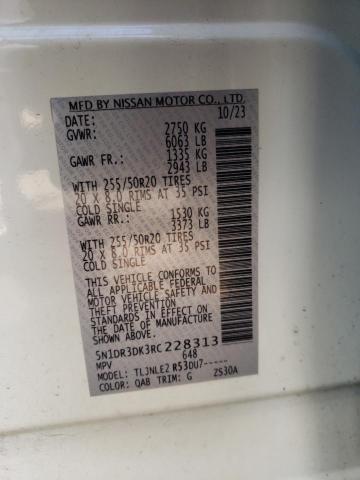 MFD BY NISSAN MOTOR CO., LTD.
DATE: 10/23
GVWR: 2750 KG
6063 LB
GAWR FR.: 1335 KG
2943 LB
WITH 255/50R20 TIRES
20 X 8.0 RIMS AT 35 PSI
COLD SINGLE
GAWR RR.: 1530 KG
3373 LB
WITH 255/50R20 TIRES
20 X 8.0 RIMS AT 35 PSI
COLD SINGLE
THIS VEHICLE CONFORMS TO
ALL APPLICABLE FEDERAL
MOTOR VEHICLE SAFETY AND
THEFT PREVENTION
STANDARDS IN EFFECT ON
THE DATE OF MANUFACTURE
SHOWN ABOVE.
5N1DR3DK3RC228313
MPV 648
MODEL: TLJNLE2 R53DU7-----
COLOR: QAB TRIM: G ZS30A